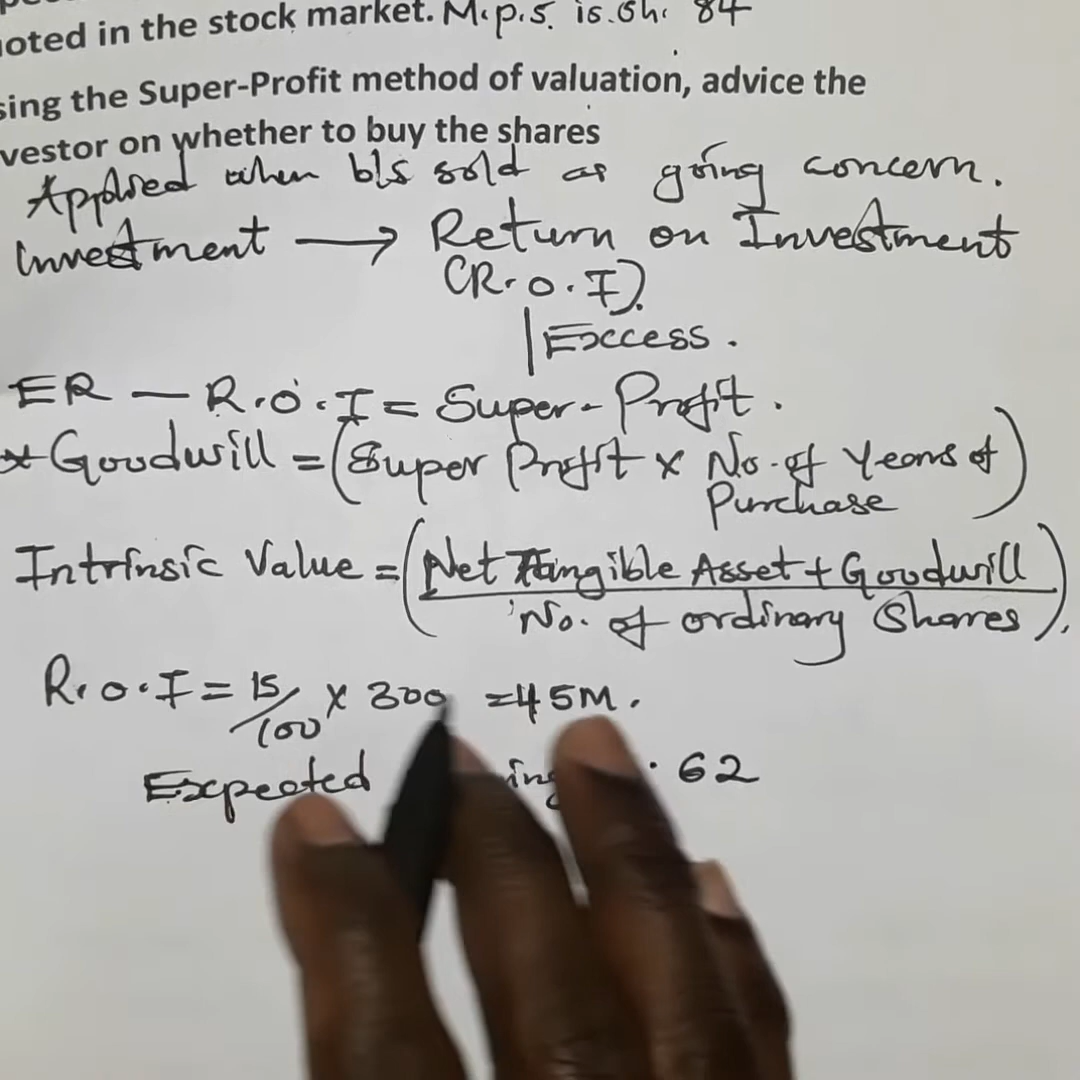 oted in the stock market. M.p.s. is.Sh. 84
sing the Super-Profit method of valuation, advice the
vestor on whether to buy the shares
Applied when b/s sold as going concern.
Investment → Return on Investment
(R.O.I).
Excess.
ER – R.O.I = Super-Profit.
* Goodwill = (Super Profit x No. of Years of
Purchase)
Intrinsic Value = (Net Tangible Asset + Goodwill
No. of ordinary Shares).
R.O.I = 15/100 x 300 = 45M.
Expected 62